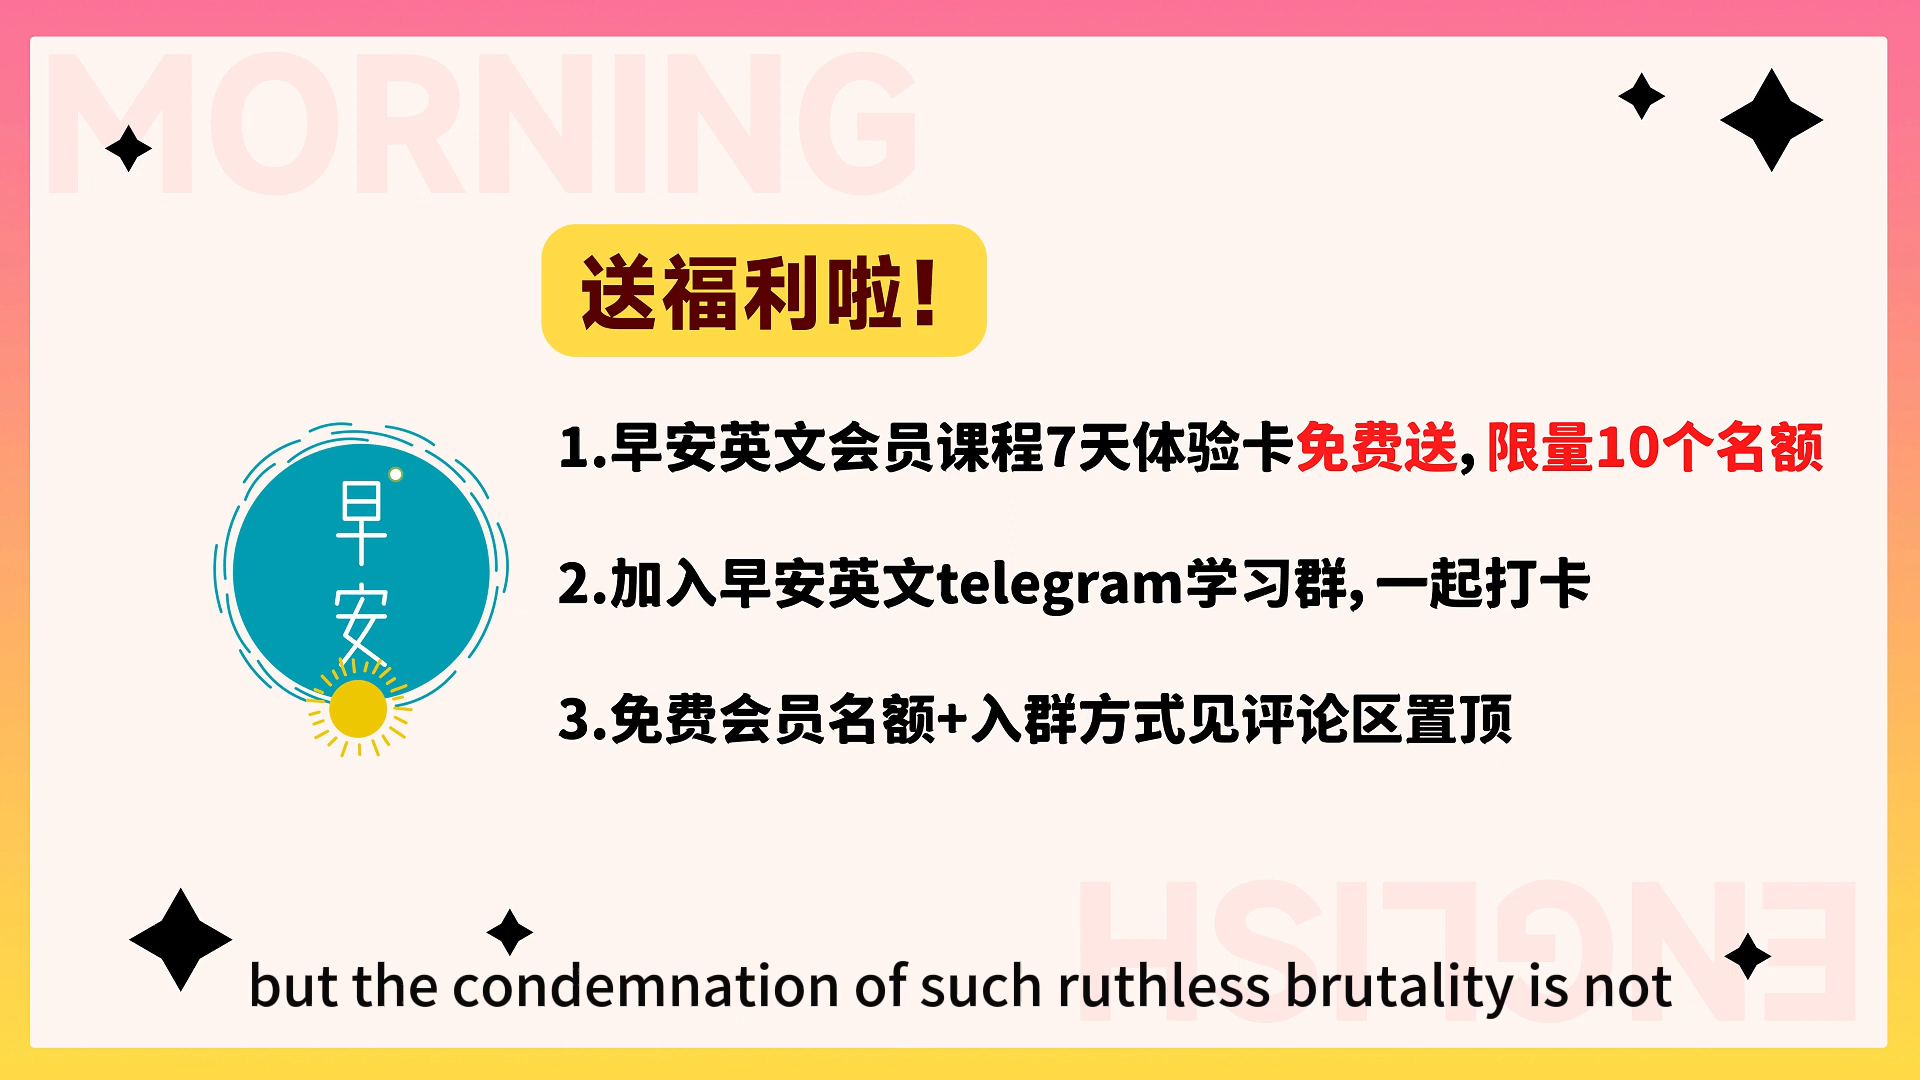 MORNING
送福利啦!
1.早安英文会员课程7天体验卡免费送,限量10个名额
早
安
2.加入早安英文telegram学习群,一起打卡
3.免费会员名额+入群方式见评论区置顶
ENGLISH
but the condemnation of such ruthless brutality is not